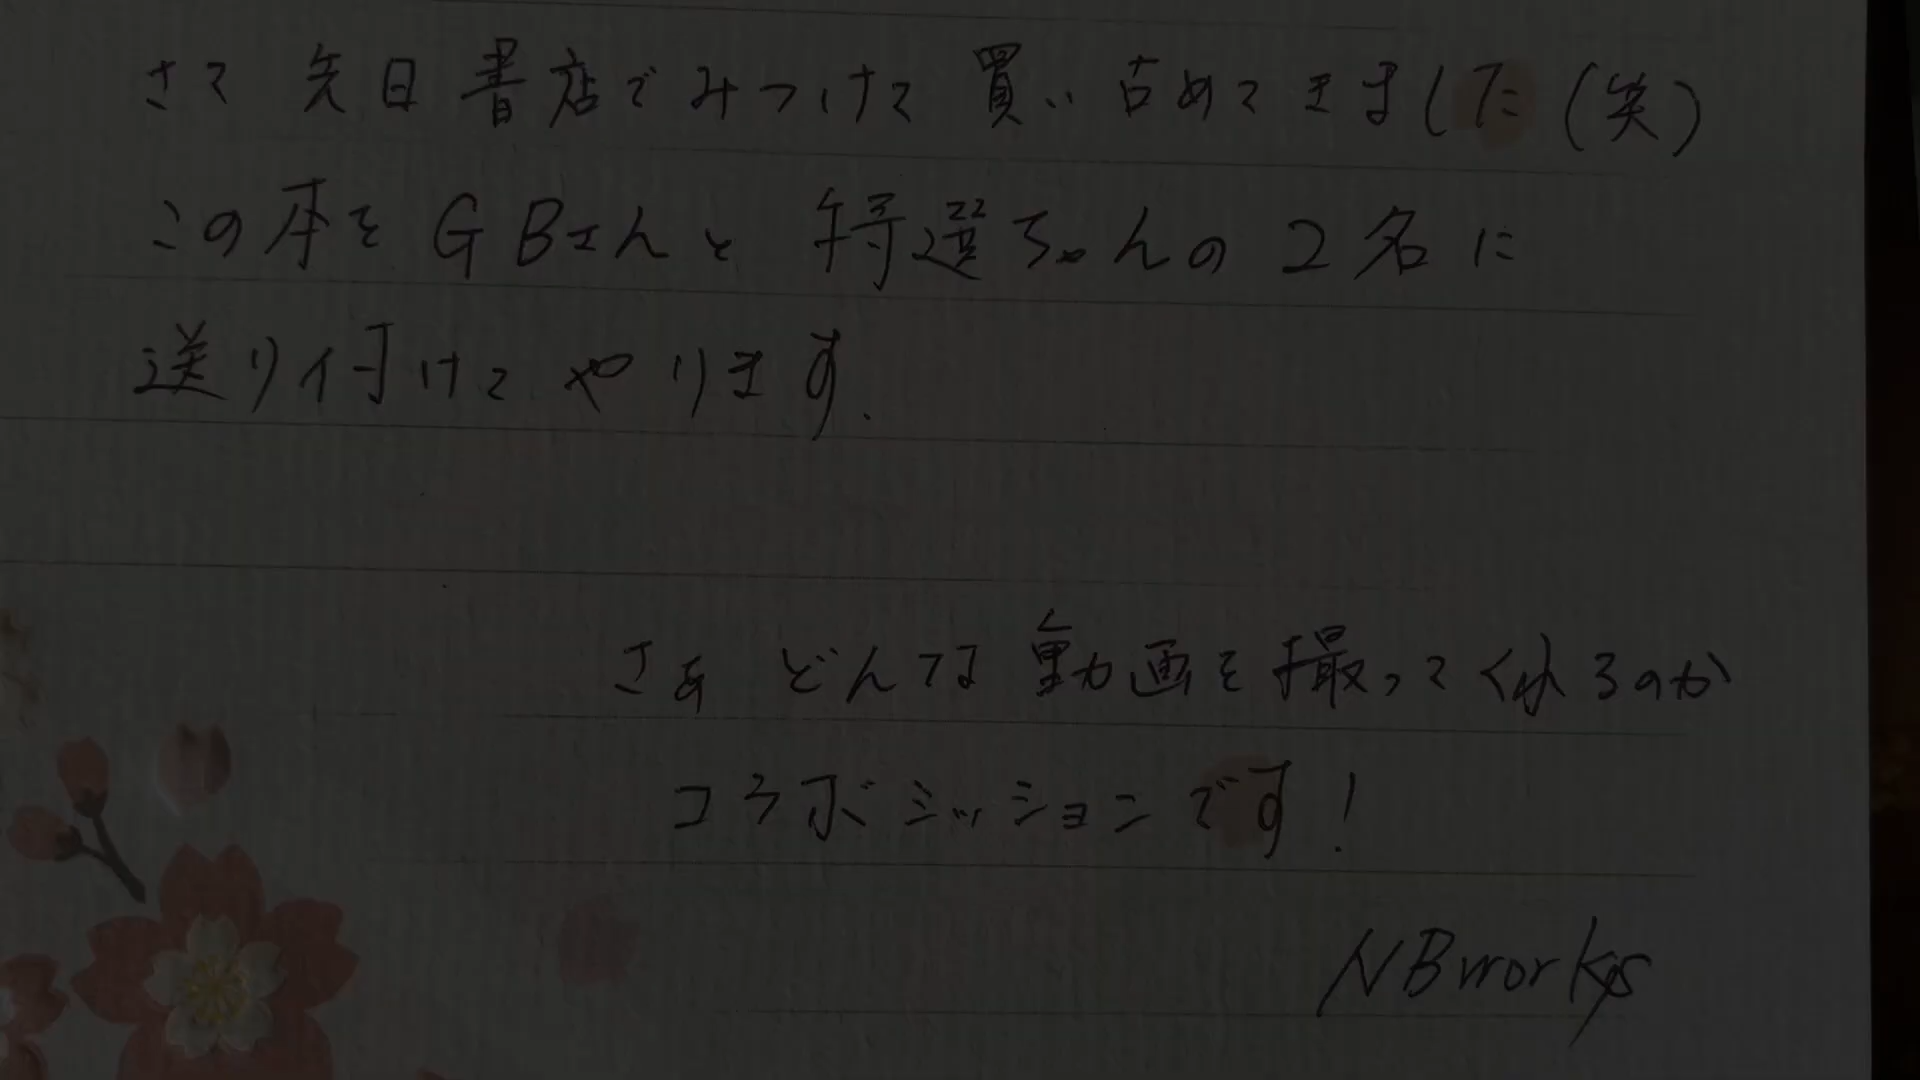 さて 先日 書店でみつけて 買い占めてきました (笑)
この本を GBさんと 特選ちゃんの 2名に
送り付けてやります.
さあ どんな動画を撮ってくれるのか
コラボミッションです!
NBworks